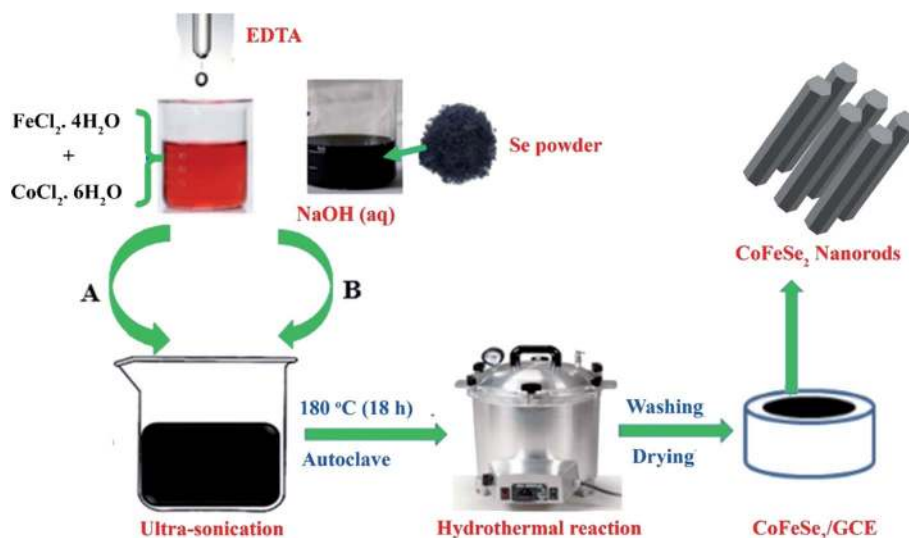 EDTA
FeCl₂. 4H₂O
+
CoCl₂. 6H₂O
Se powder
NaOH (aq)
CoFeSe₂ Nanorods
A
B
180 °C (18 h)
Autoclave
Washing
Drying
Ultra-sonication
Hydrothermal reaction
CoFeSe₂/GCE